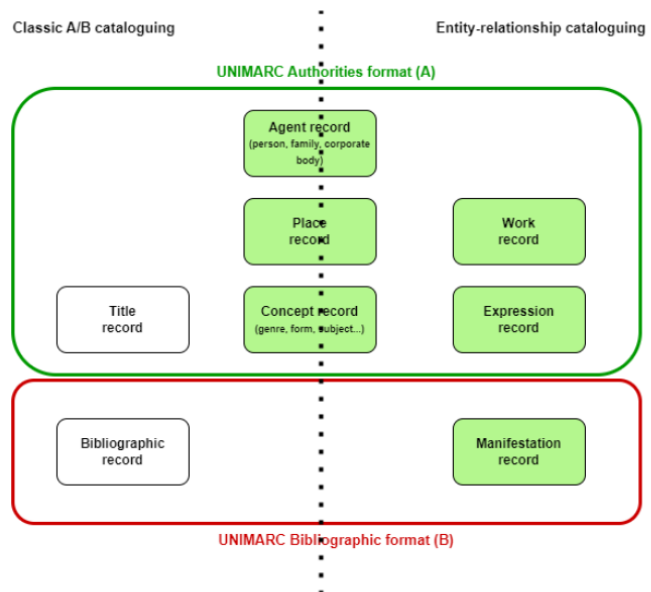 Classic A/B cataloguing
Entity-relationship cataloguing
UNIMARC Authorities format (A)
Agent record
(person, family, corporate
body)
Place
record
Work
record
Title
record
Concept record
(genre, form, subject...)
Expression
record
Bibliographic
record
Manifestation
record
UNIMARC Bibliographic format (B)